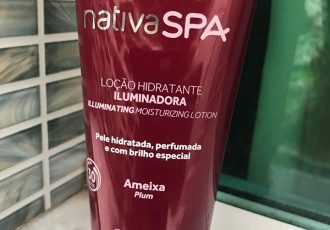 nativaSPA
LOÇÃO HIDRATANTE
ILUMINADORA
ILLUMINATING MOISTURIZING LOTION
Pele hidratada, perfumada
e com brilho especial
Ameixa
Plum